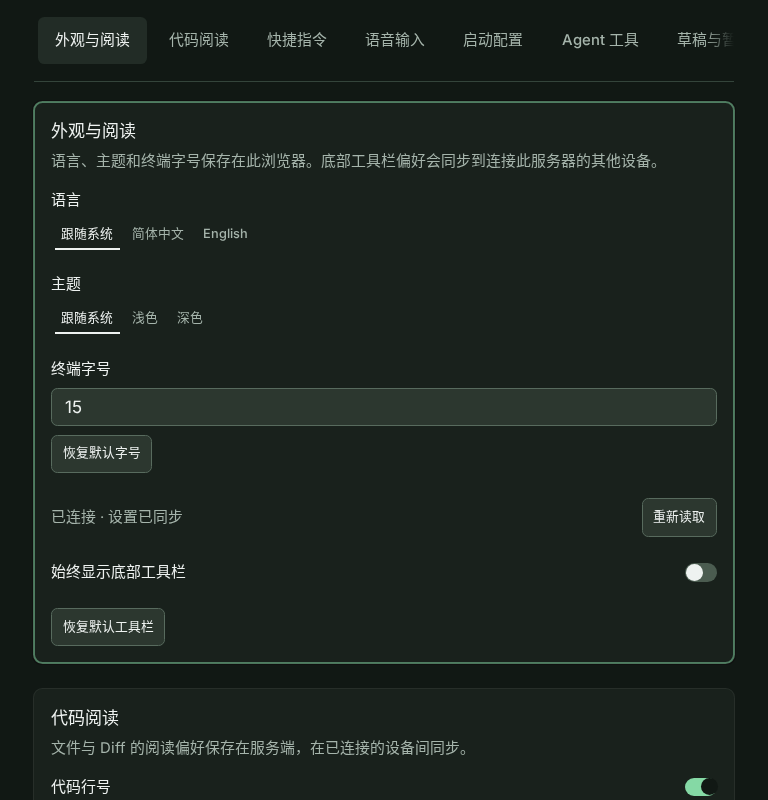 外观与阅读
代码阅读
快捷指令
语音输入
启动配置
Agent 工具
草稿与
外观与阅读
语言、主题和终端字号保存在此浏览器。底部工具栏偏好会同步到连接此服务器的其他设备。
语言
跟随系统
简体中文
English
主题
跟随系统
浅色
深色
终端字号
15
恢复默认字号
已连接 · 设置已同步
重新读取
始终显示底部工具栏
恢复默认工具栏
代码阅读
文件与 Diff 的阅读偏好保存在服务端，在已连接的设备间同步。
代码行号